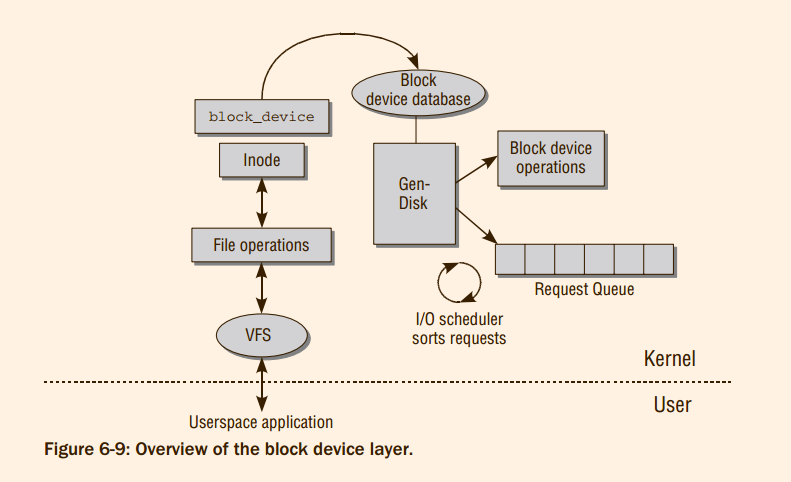 Block
device database
block_device
Inode
Gen-
Disk
Block device
operations
File operations
Request Queue
I/O scheduler
sorts requests
VFS
Kernel
User
Userspace application
Figure 6-9: Overview of the block device layer.